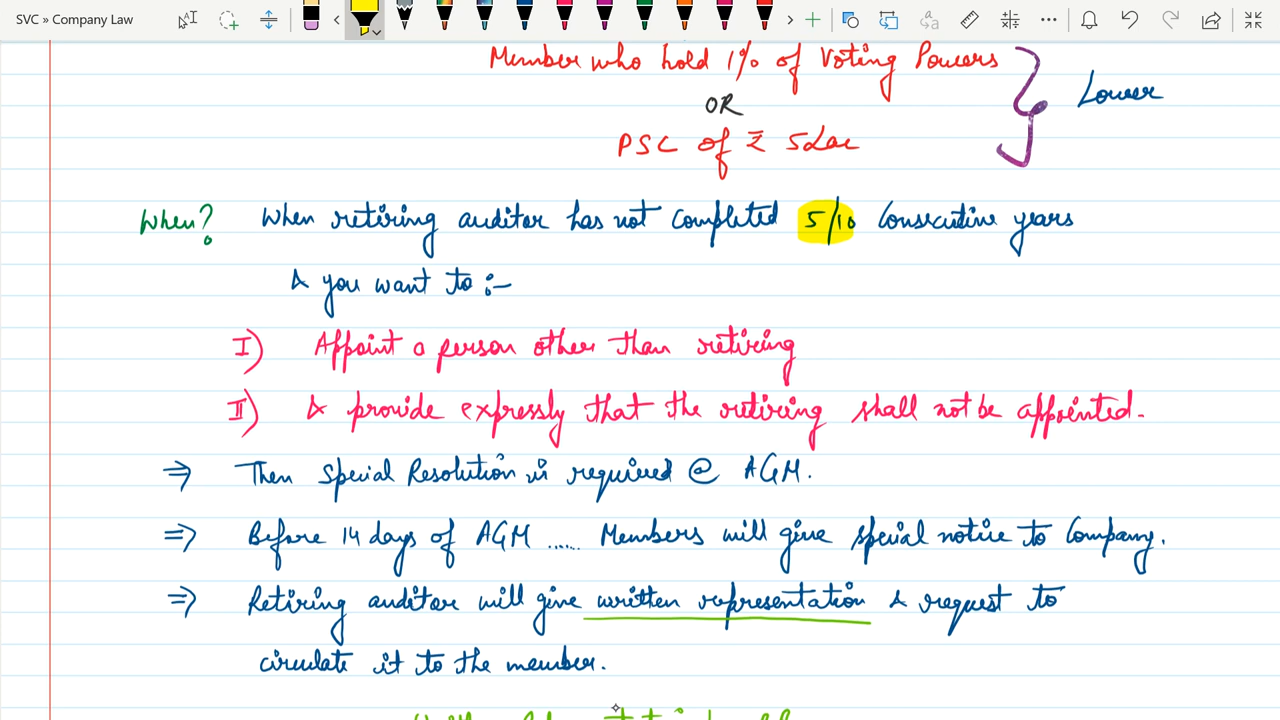 SVC » Company Law
Member who hold 1% of Voting Powers
OR
Lower
PSC of ₹ 5Lac
When? When retiring auditor has not completed 5/10 consecutive years
& you want to :-
I) Appoint a person other than retiring
II) & provide expressly that the retiring shall not be appointed.
⇒ Then Special Resolution is required @ AGM.
⇒ Before 14 days of AGM ...... Members will give special notice to Company.
⇒ Retiring auditor will give written representation & request to
circulate it to the member.